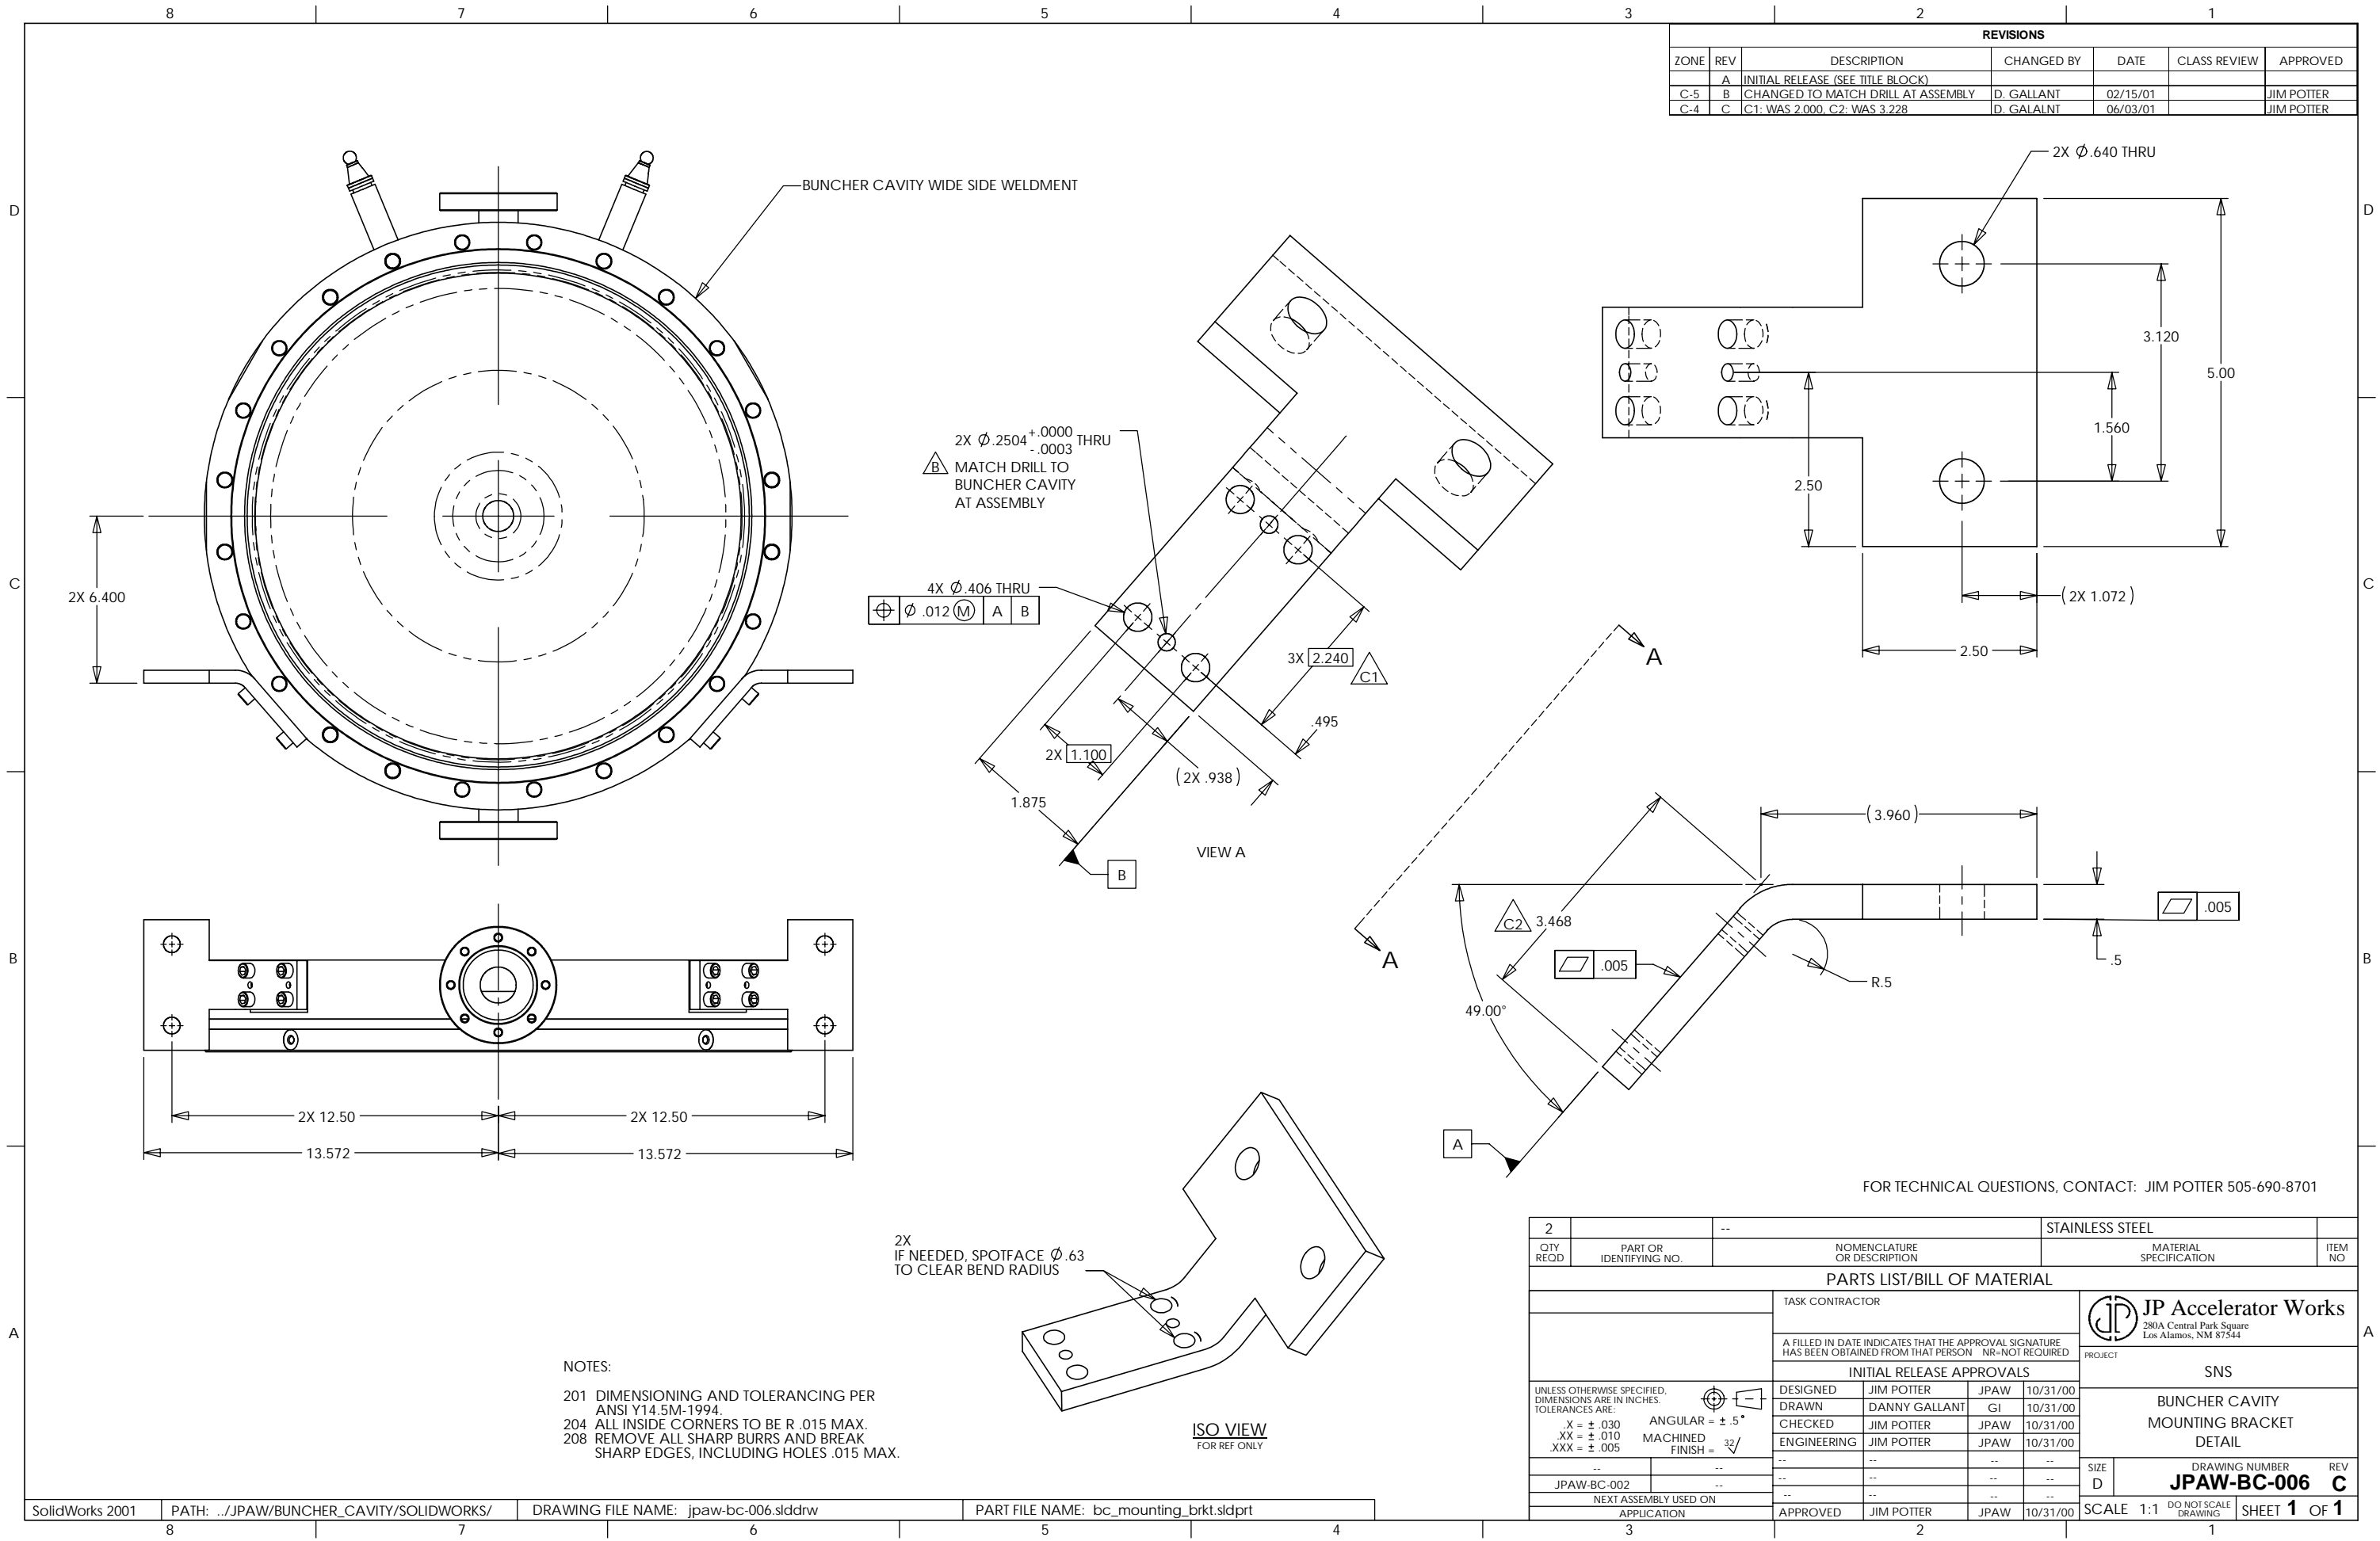 8 7 6 5 4 3 2 1
D
C
B
A
REVISIONS
ZONE REV DESCRIPTION CHANGED BY DATE CLASS REVIEW APPROVED
A INITIAL RELEASE (SEE TITLE BLOCK)
C-5 B CHANGED TO MATCH DRILL AT ASSEMBLY D. GALLANT 02/15/01 JIM POTTER
C-4 C C1: WAS 2.000, C2: WAS 3.228 D. GALALNT 06/03/01 JIM POTTER
BUNCHER CAVITY WIDE SIDE WELDMENT
2X 6.400
2X 12.50
2X 12.50
13.572
13.572
2X Ø.2504 +.0000 -.0003 THRU
B MATCH DRILL TO
BUNCHER CAVITY
AT ASSEMBLY
4X Ø.406 THRU
⌖ Ø .012 Ⓜ A B
3X 2.240
C1
.495
2X 1.100
(2X .938)
1.875
B
VIEW A
2X Ø.640 THRU
3.120
5.00
1.560
2.50
(2X 1.072)
2.50
A
A
(3.960)
C2 3.468
⏥ .005
⏥ .005
.5
R.5
49.00°
A
2X
IF NEEDED, SPOTFACE Ø.63
TO CLEAR BEND RADIUS
ISO VIEW
FOR REF ONLY
NOTES:
201 DIMENSIONING AND TOLERANCING PER
ANSI Y14.5M-1994.
204 ALL INSIDE CORNERS TO BE R .015 MAX.
208 REMOVE ALL SHARP BURRS AND BREAK
SHARP EDGES, INCLUDING HOLES .015 MAX.
FOR TECHNICAL QUESTIONS, CONTACT: JIM POTTER 505-690-8701
2 -- STAINLESS STEEL
QTY REQD PART OR IDENTIFYING NO. NOMENCLATURE OR DESCRIPTION MATERIAL SPECIFICATION ITEM NO
PARTS LIST/BILL OF MATERIAL
TASK CONTRACTOR
A FILLED IN DATE INDICATES THAT THE APPROVAL SIGNATURE
HAS BEEN OBTAINED FROM THAT PERSON NR=NOT REQUIRED
INITIAL RELEASE APPROVALS
DESIGNED JIM POTTER JPAW 10/31/00
DRAWN DANNY GALLANT GI 10/31/00
CHECKED JIM POTTER JPAW 10/31/00
ENGINEERING JIM POTTER JPAW 10/31/00
-- -- -- --
-- -- -- --
-- -- -- --
APPROVED JIM POTTER JPAW 10/31/00
UNLESS OTHERWISE SPECIFIED,
DIMENSIONS ARE IN INCHES.
TOLERANCES ARE:
.X = ± .030
.XX = ± .010
.XXX = ± .005
ANGULAR = ± .5°
MACHINED
FINISH = 32
-- --
JPAW-BC-002 --
NEXT ASSEMBLY USED ON
APPLICATION
JP
JP Accelerator Works
280A Central Park Square
Los Alamos, NM 87544
PROJECT
SNS
BUNCHER CAVITY
MOUNTING BRACKET
DETAIL
SIZE D
DRAWING NUMBER JPAW-BC-006
REV C
SCALE 1:1 DO NOT SCALE DRAWING SHEET 1 OF 1
SolidWorks 2001 PATH: ../JPAW/BUNCHER_CAVITY/SOLIDWORKS/ DRAWING FILE NAME: jpaw-bc-006.slddrw PART FILE NAME: bc_mounting_brkt.sldprt
8 7 6 5 4 3 2 1
D
C
B
A